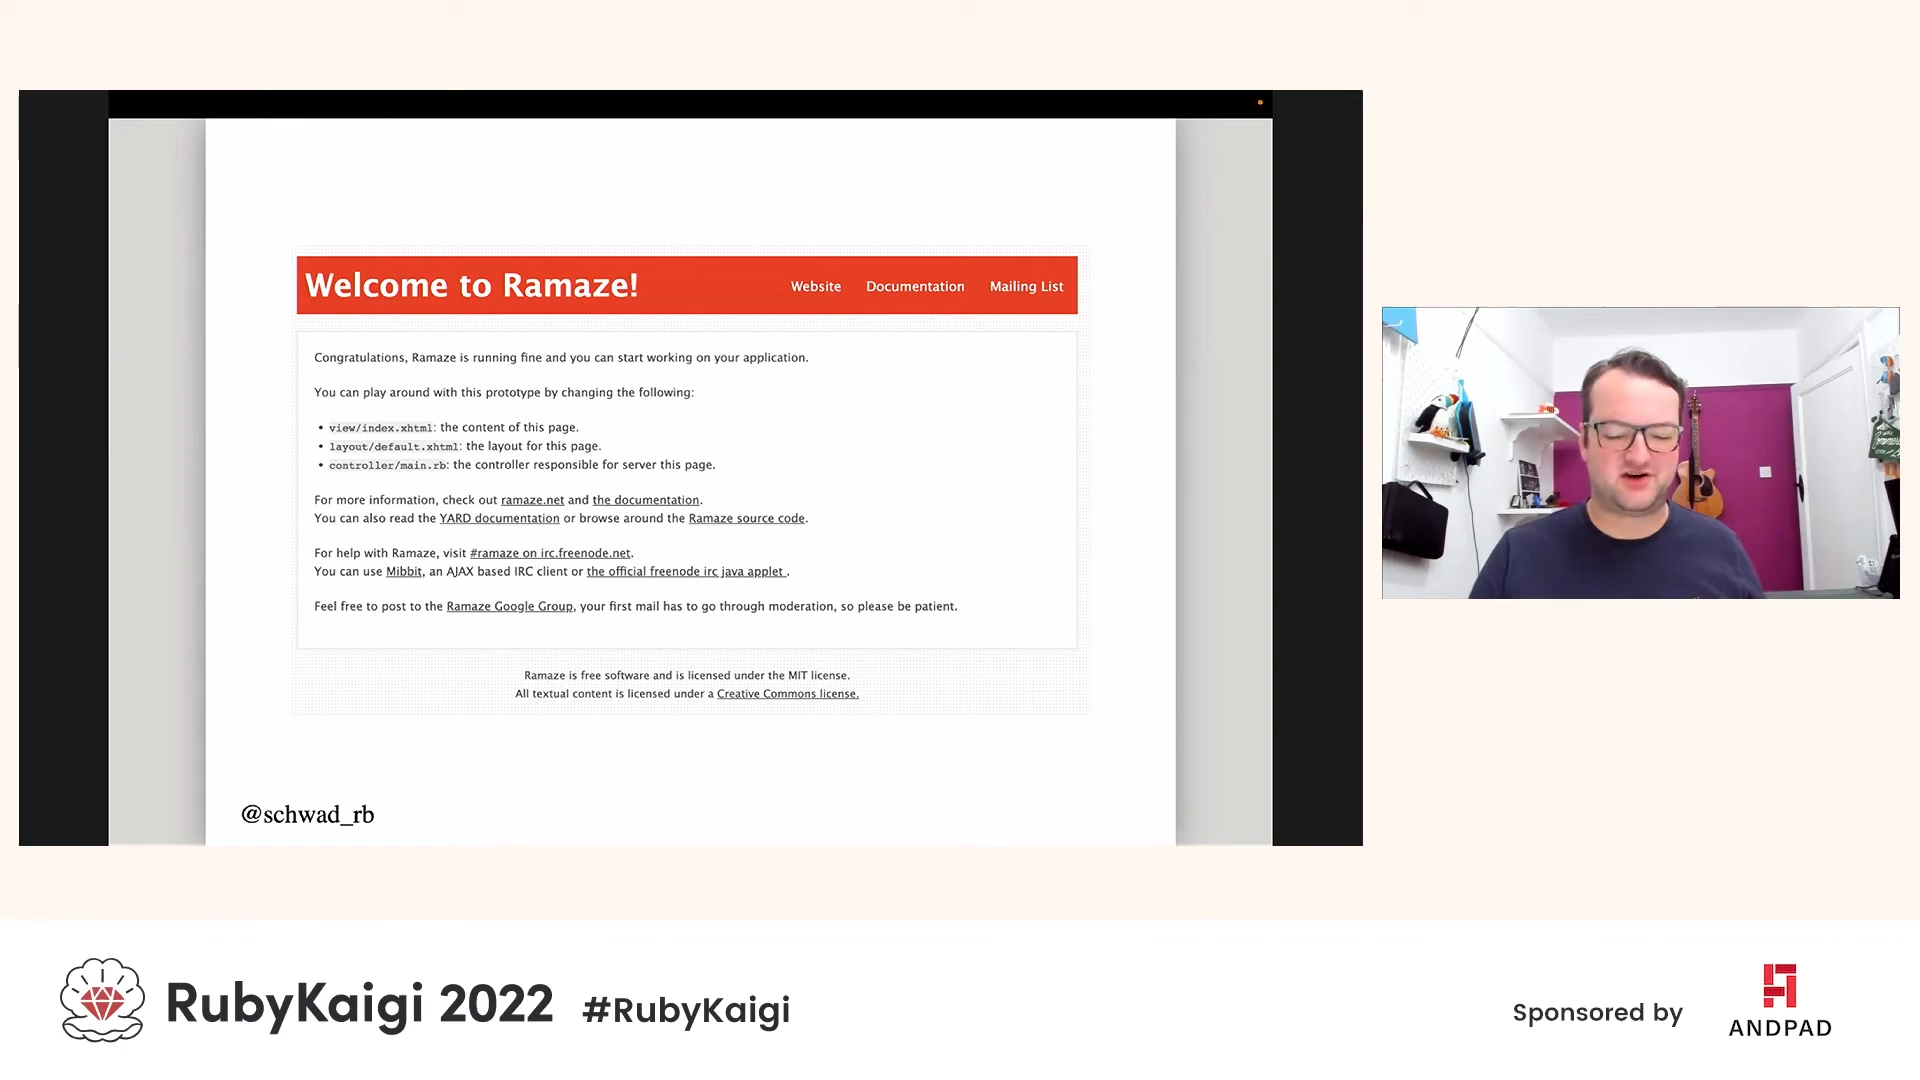 Welcome to Ramaze!
Website Documentation Mailing List
Congratulations, Ramaze is running fine and you can start working on your application.
You can play around with this prototype by changing the following:
• view/index.xhtml: the content of this page.
• layout/default.xhtml: the layout for this page.
• controller/main.rb: the controller responsible for server this page.
For more information, check out ramaze.net and the documentation.
You can also read the YARD documentation or browse around the Ramaze source code.
For help with Ramaze, visit #ramaze on irc.freenode.net.
You can use Mibbit, an AJAX based IRC client or the official freenode irc java applet .
Feel free to post to the Ramaze Google Group, your first mail has to go through moderation, so please be patient.
Ramaze is free software and is licensed under the MIT license.
All textual content is licensed under a Creative Commons license.
@schwad_rb
RubyKaigi 2022 #RubyKaigi
Sponsored by
ANDPAD